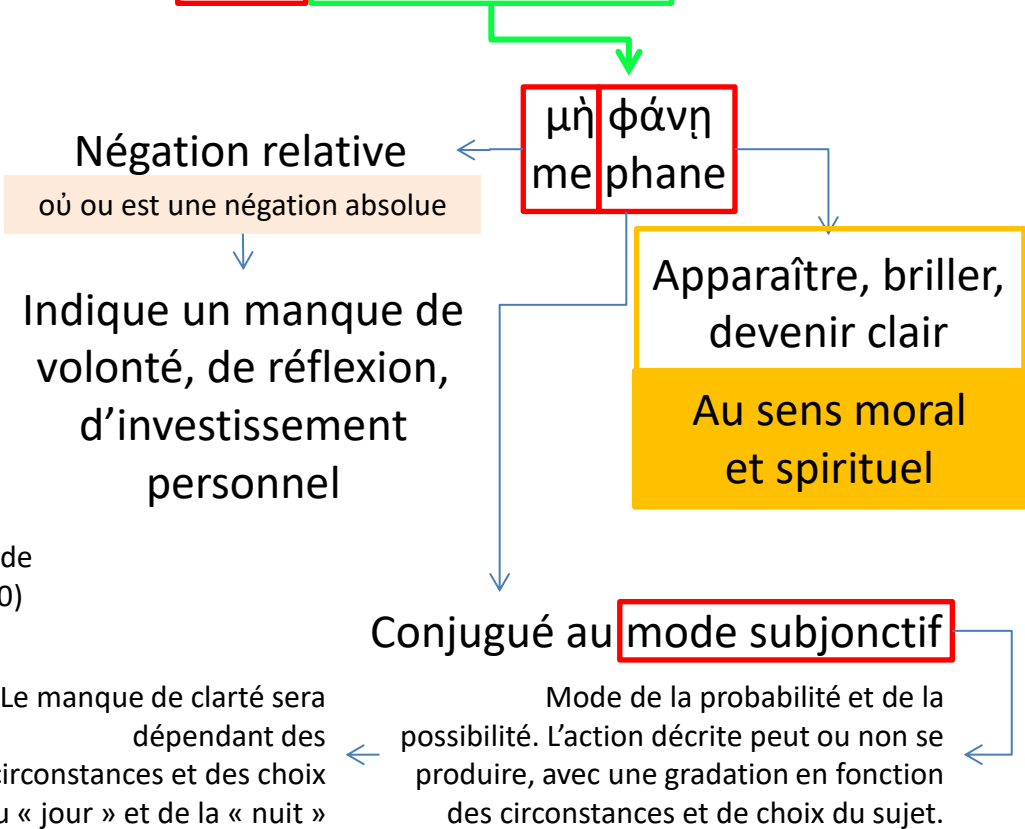 μὴ φάνῃ
me phane
Négation relative
οὐ ou est une négation absolue
Indique un manque de
volonté, de réflexion,
d’investissement
personnel
Apparaître, briller,
devenir clair
Au sens moral
et spirituel
de
0)
Conjugué au mode subjonctif
Mode de la probabilité et de la
possibilité. L’action décrite peut ou non se
produire, avec une gradation en fonction
des circonstances et de choix du sujet.
Le manque de clarté sera
dépendant des
circonstances et des choix
u « jour » et de la « nuit »